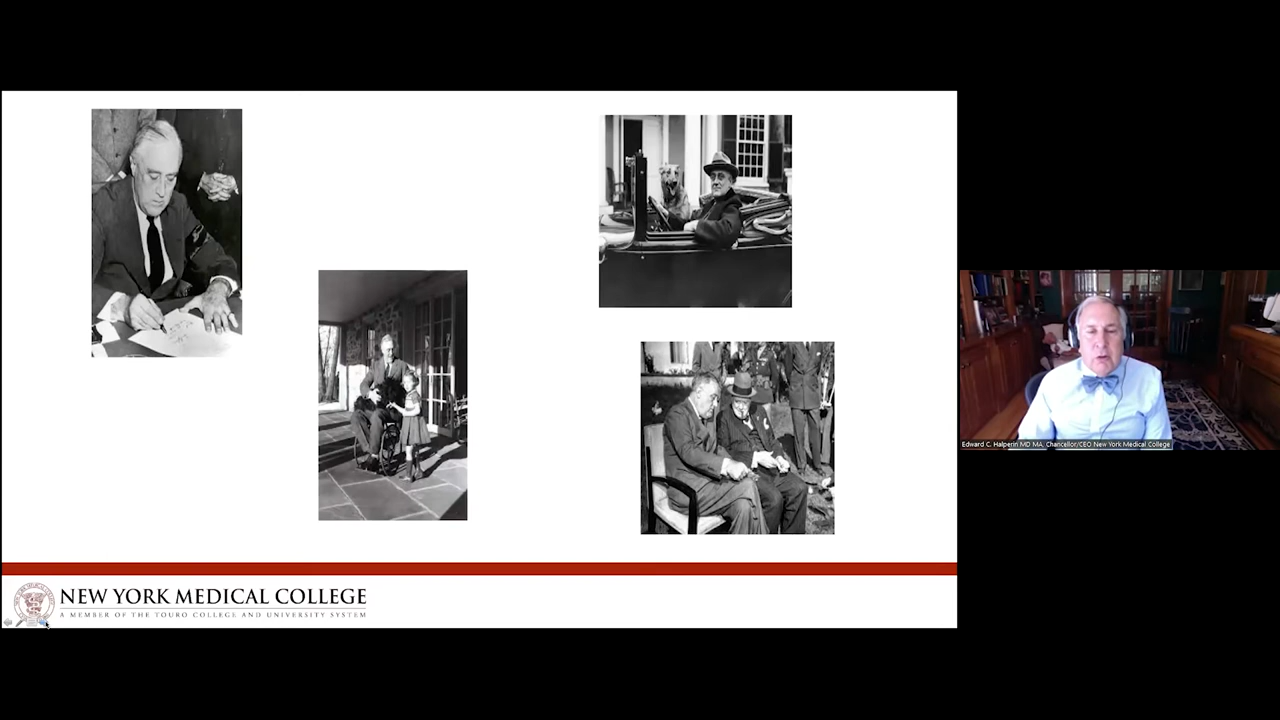 NEW YORK MEDICAL COLLEGE
A MEMBER OF THE TOURO COLLEGE AND UNIVERSITY SYSTEM
Edward C. Halperin MD MA, Chancellor/CEO New York Medical College